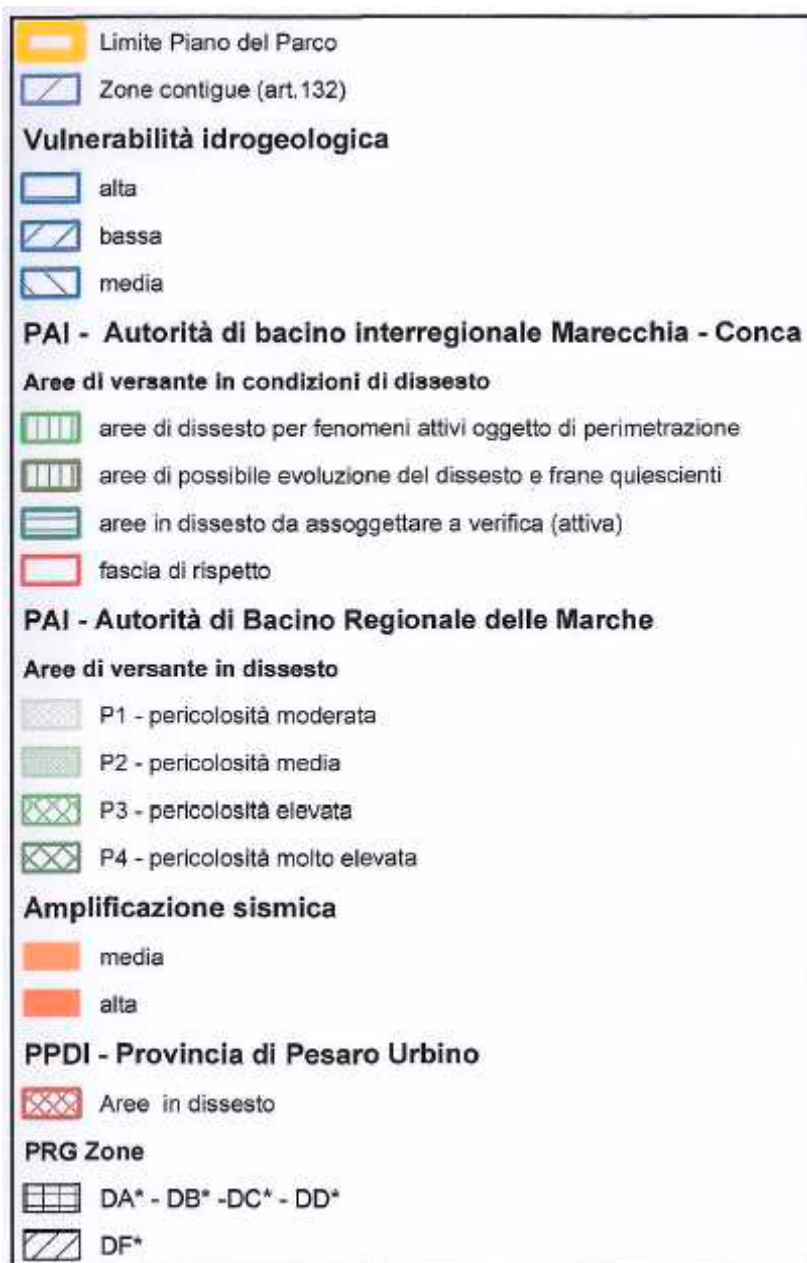 Limite Piano del Parco
Zone contigue (art.132)
Vulnerabilità idrogeologica
alta
bassa
media
PAI - Autorità di bacino interregionale Marecchia - Conca
Aree di versante in condizioni di dissesto
aree di dissesto per fenomeni attivi oggetto di perimetrazione
aree di possibile evoluzione del dissesto e frane quiescienti
aree in dissesto da assoggettare a verifica (attiva)
fascia di rispetto
PAI - Autorità di Bacino Regionale delle Marche
Aree di versante in dissesto
P1 - pericolosità moderata
P2 - pericolosità media
P3 - pericolosità elevata
P4 - pericolosità molto elevata
Amplificazione sismica
media
alta
PPDI - Provincia di Pesaro Urbino
Aree in dissesto
PRG Zone
DA* - DB* -DC* - DD*
DF*